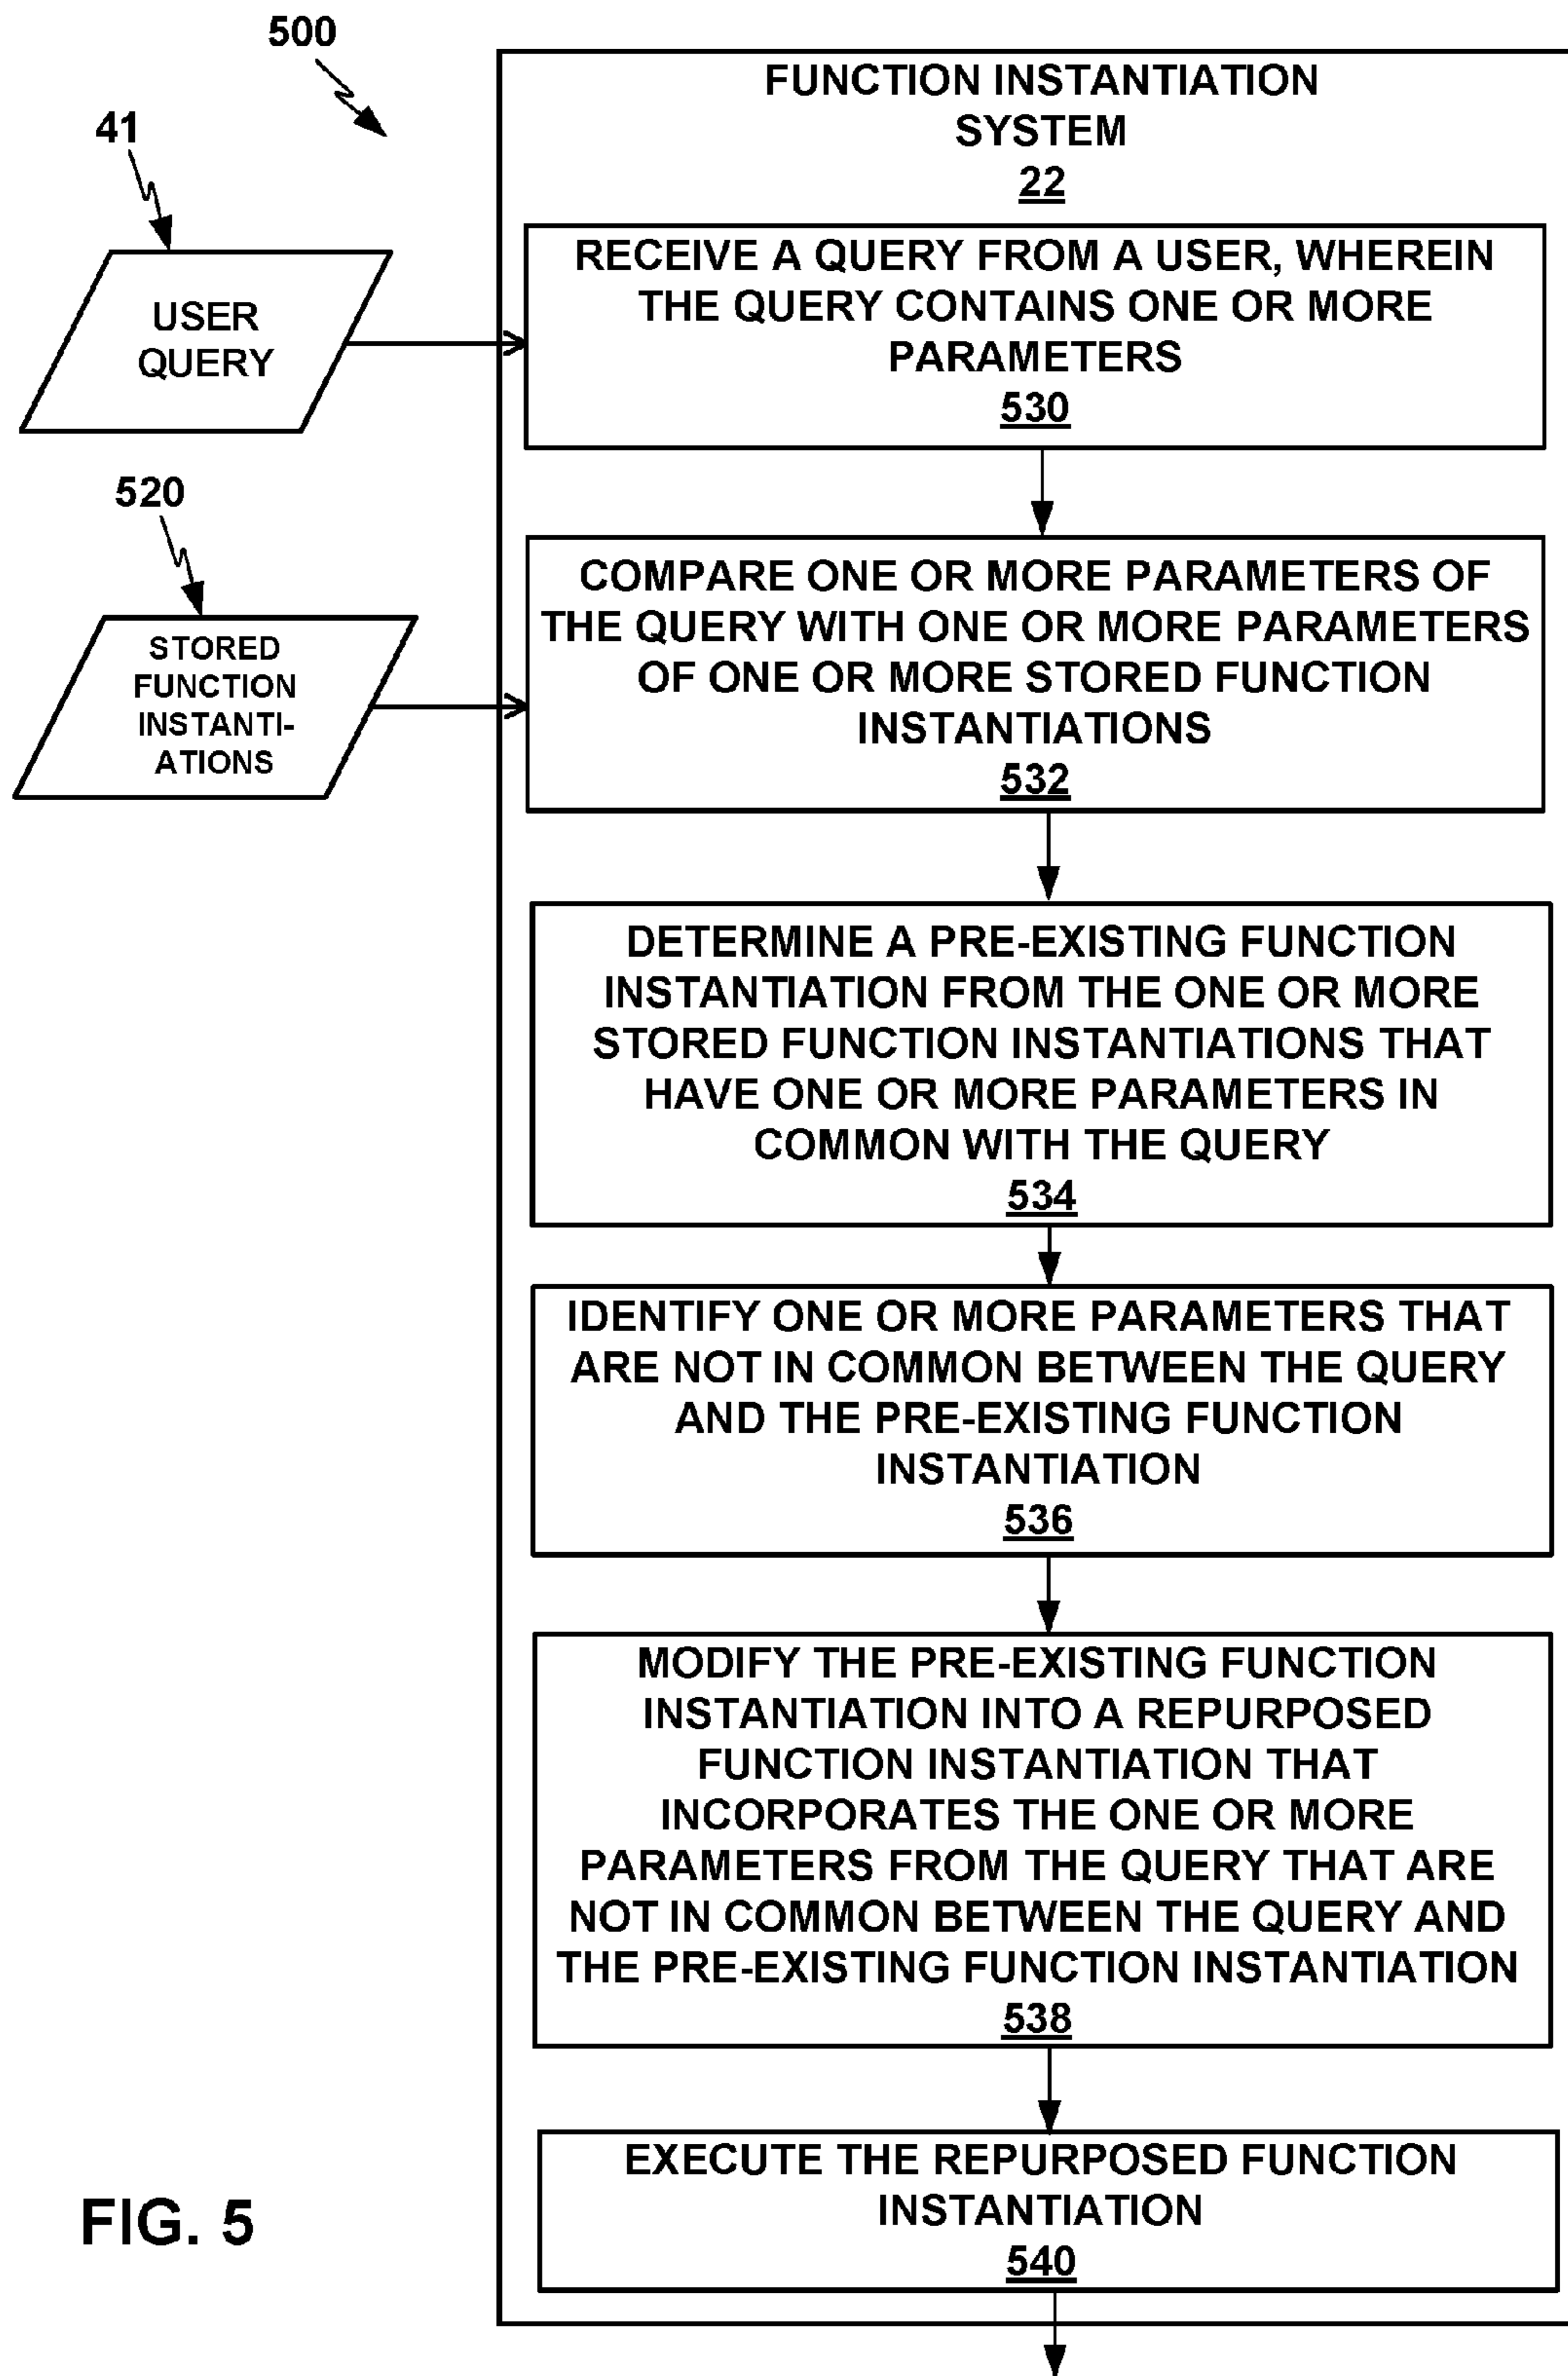 500
FUNCTION INSTANTIATION
SYSTEM
22
41
USER
QUERY
RECEIVE A QUERY FROM A USER, WHEREIN
THE QUERY CONTAINS ONE OR MORE
PARAMETERS
530
520
STORED
FUNCTION
INSTANTI-
ATIONS
COMPARE ONE OR MORE PARAMETERS OF
THE QUERY WITH ONE OR MORE PARAMETERS
OF ONE OR MORE STORED FUNCTION
INSTANTIATIONS
532
DETERMINE A PRE-EXISTING FUNCTION
INSTANTIATION FROM THE ONE OR MORE
STORED FUNCTION INSTANTIATIONS THAT
HAVE ONE OR MORE PARAMETERS IN
COMMON WITH THE QUERY
534
IDENTIFY ONE OR MORE PARAMETERS THAT
ARE NOT IN COMMON BETWEEN THE QUERY
AND THE PRE-EXISTING FUNCTION
INSTANTIATION
536
MODIFY THE PRE-EXISTING FUNCTION
INSTANTIATION INTO A REPURPOSED
FUNCTION INSTANTIATION THAT
INCORPORATES THE ONE OR MORE
PARAMETERS FROM THE QUERY THAT ARE
NOT IN COMMON BETWEEN THE QUERY AND
THE PRE-EXISTING FUNCTION INSTANTIATION
538
EXECUTE THE REPURPOSED FUNCTION
INSTANTIATION
540
FIG. 5